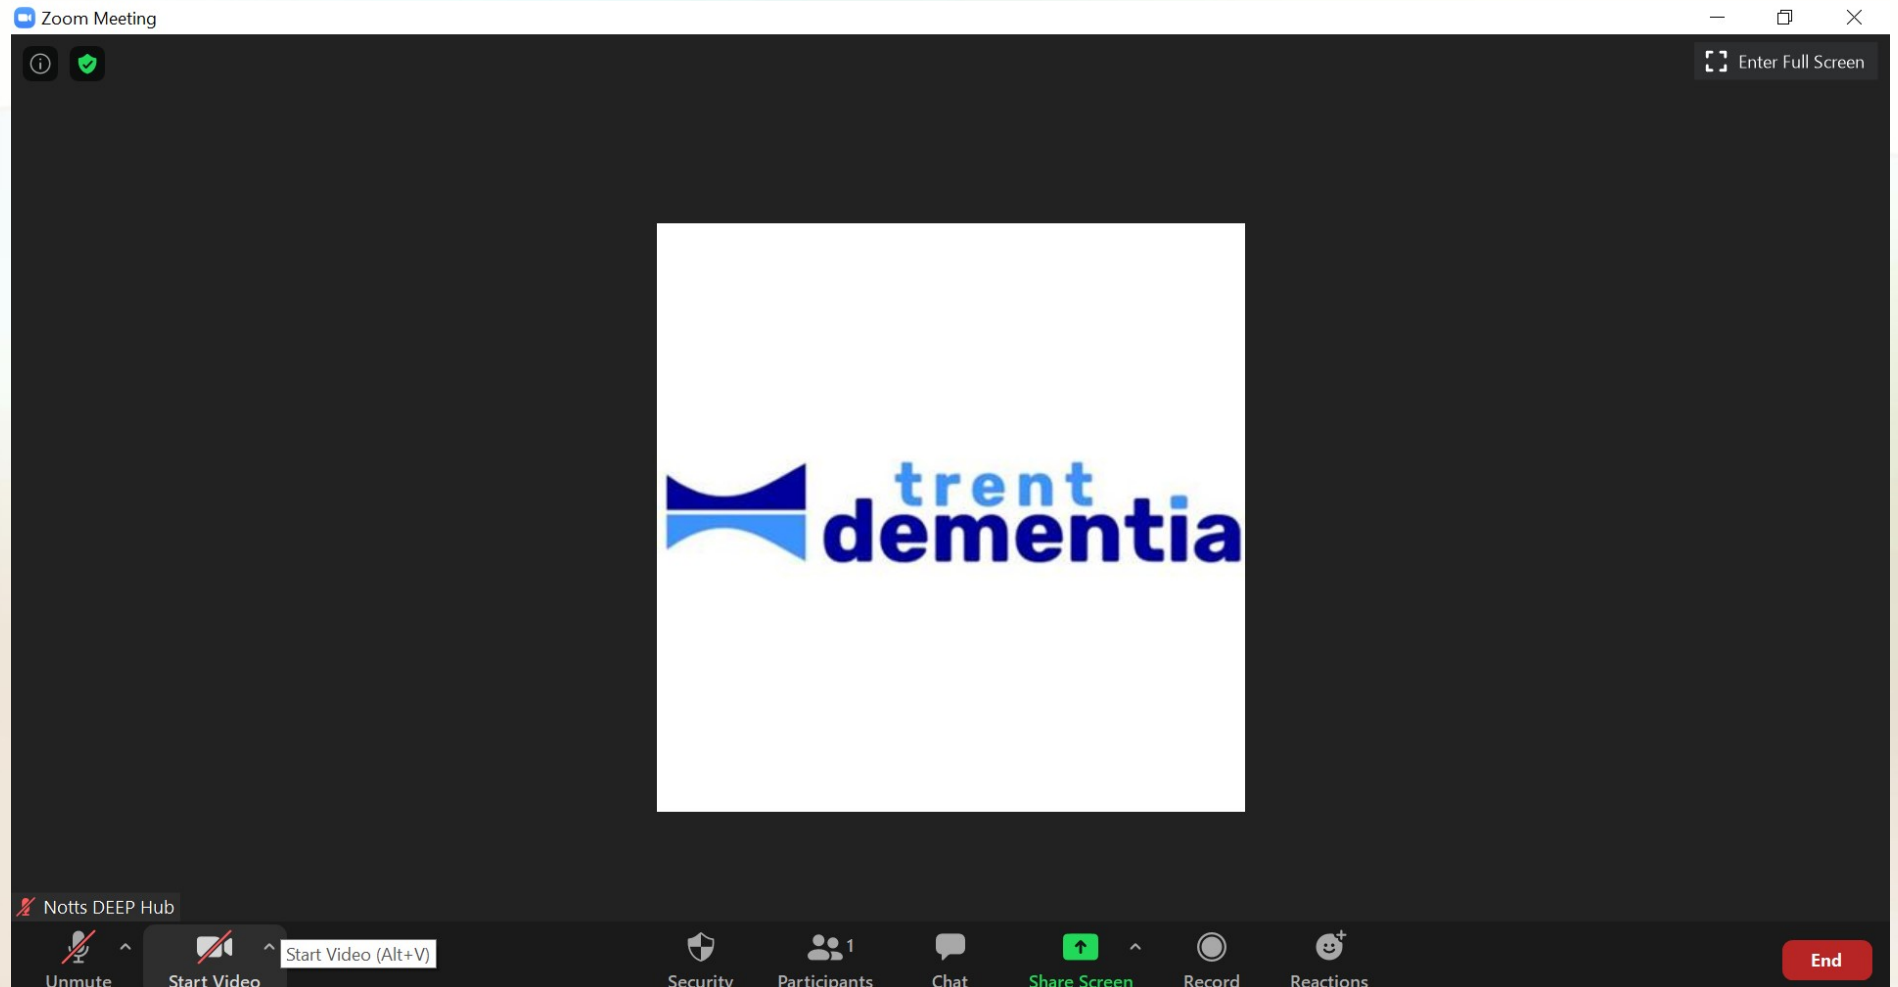 Zoom Meeting
Enter Full Screen
trent
dementia
Notts DEEP Hub
Start Video (Alt+V)
1
Unmute
Start Video
Security
Participants
Chat
Share Screen
Record
Reactions
End